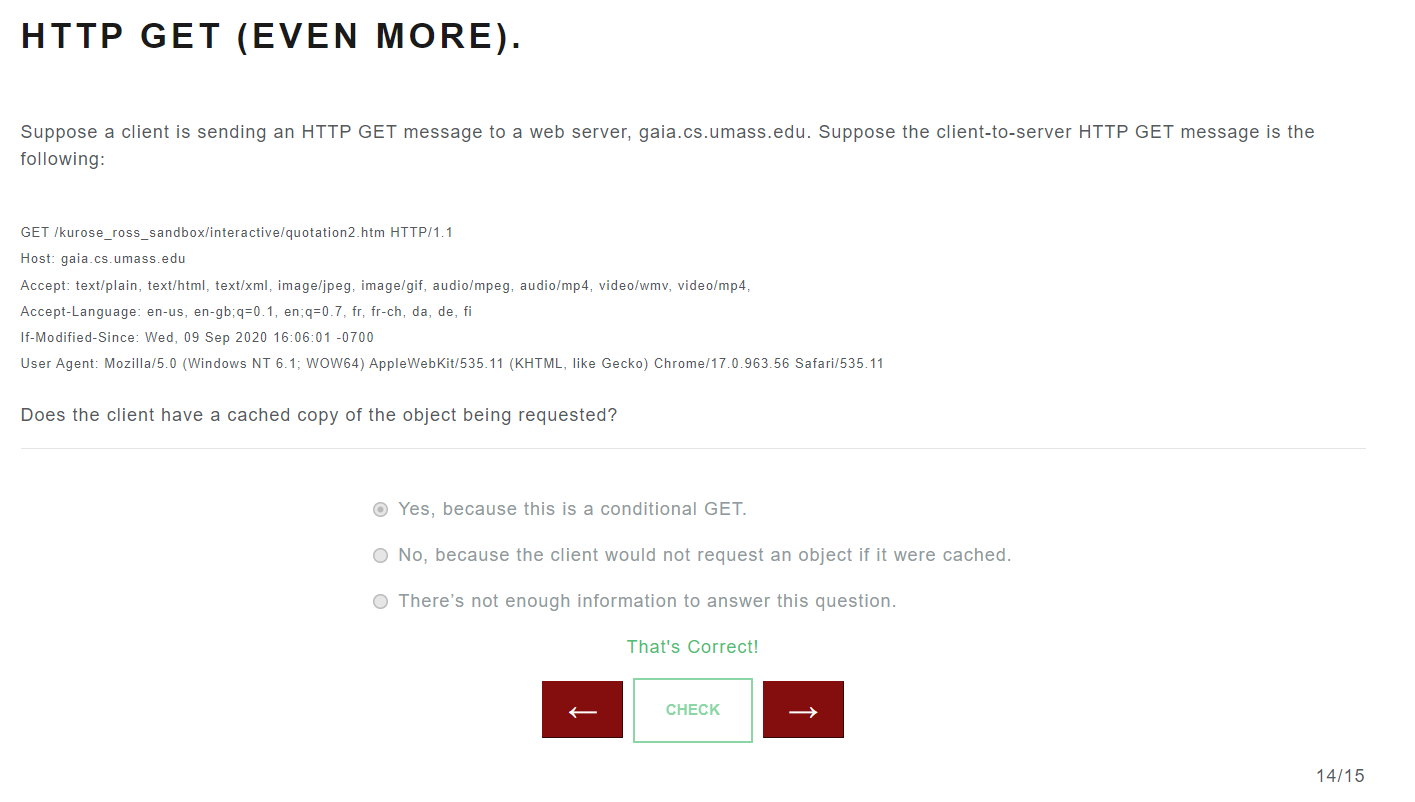 HTTP GET (EVEN MORE).
Suppose a client is sending an HTTP GET message to a web server, gaia.cs.umass.edu. Suppose the client-to-server HTTP GET message is the
following:
GET /kurose_ross_sandbox/interactive/quotation2.htm HTTP/1.1
Host: gaia.cs.umass.edu
Accept: text/plain, text/html, text/xml, image/jpeg, image/gif, audio/mpeg, audio/mp4, video/wmv, video/mp4,
Accept-Language: en-us, en-gb;q=0.1, en;q=0.7, fr, fr-ch, da, de, fi
If-Modified-Since: Wed, 09 Sep 2020 16:06:01 -0700
User Agent: Mozilla/5.0 (Windows NT 6.1; WOW64) AppleWebKit/535.11 (KHTML, like Gecko) Chrome/17.0.963.56 Safari/535.11
Does the client have a cached copy of the object being requested?
Yes, because this is a conditional GET.
No, because the client would not request an object if it were cached.
There's not enough information to answer this question.
That's Correct!
← CHECK →
14/15